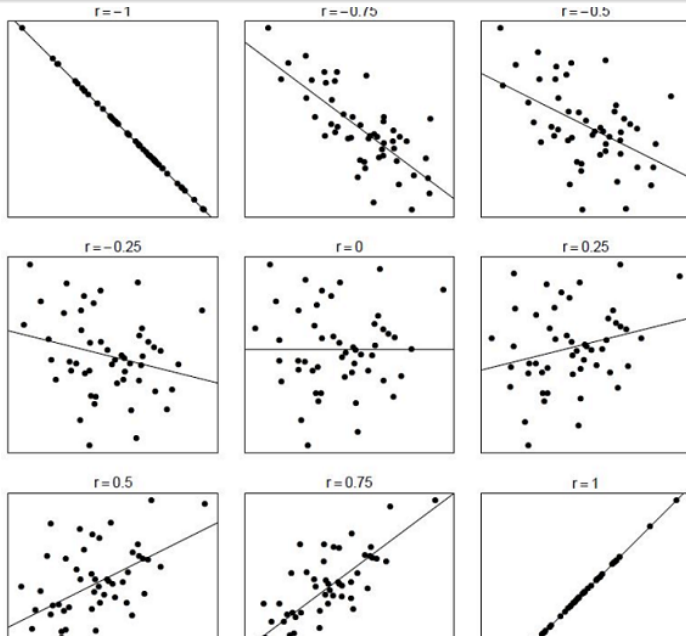 r = −1
r = −0.75
r = −0.5
r = −0.25
r = 0
r = 0.25
r = 0.5
r = 0.75
r = 1